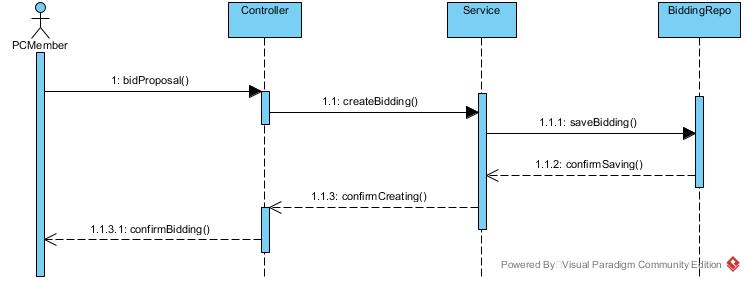 Controller
Service
BiddingRepo
PCMember
1: bidProposal()
1.1: createBidding()
1.1.1: saveBidding()
1.1.2: confirmSaving()
1.1.3: confirmCreating()
1.1.3.1: confirmBidding()
Powered By Visual Paradigm Community Edition